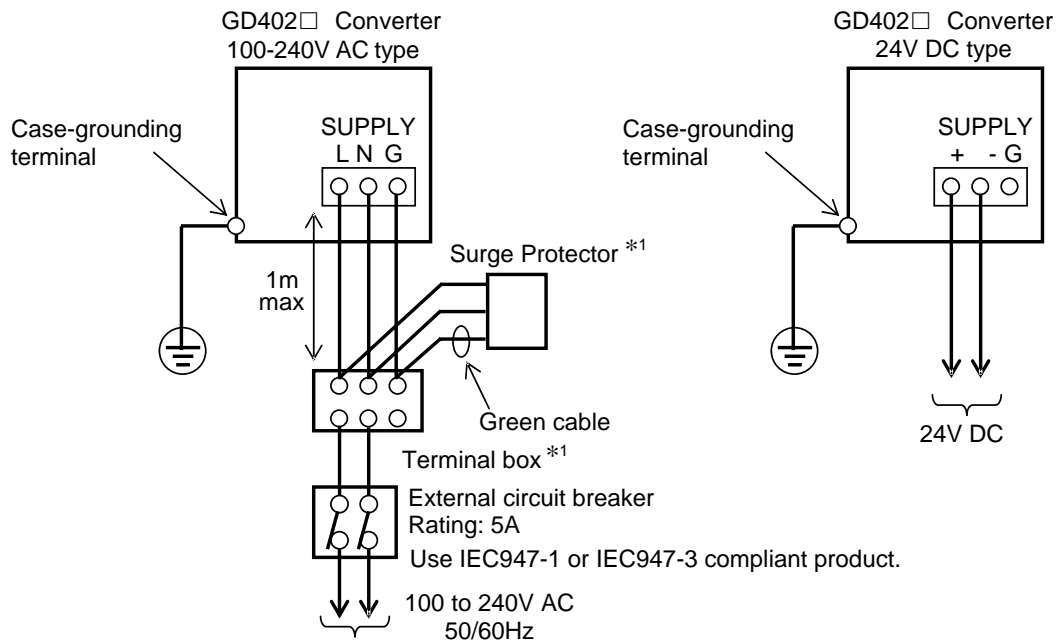 GD402□ Converter
100-240V AC type
Case-grounding
terminal
SUPPLY
L N G
1m
max
Surge Protector *1
Green cable
Terminal box *1
External circuit breaker
Rating: 5A
Use IEC947-1 or IEC947-3 compliant product.
100 to 240V AC
50/60Hz
GD402□ Converter
24V DC type
Case-grounding
terminal
SUPPLY
+ - G
24V DC